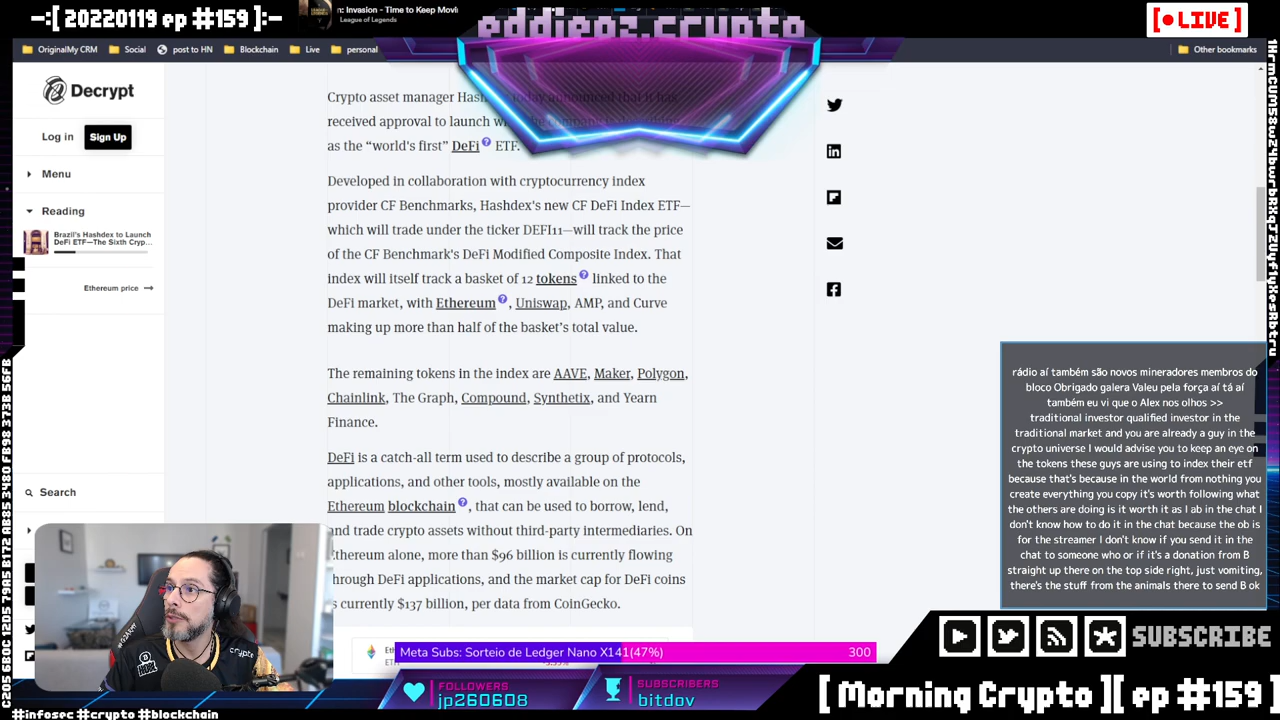 -:[ 20220119 ep #159 ]:-
n: Invasion - Time to Keep Movi
League of Legends
eddieoz.crypto
[ ● LIVE ]
OriginalMy CRM
Social
post to HN
Blockchain
Live
personal
Other bookmarks
Decrypt
Log in
Sign Up
Menu
Reading
Brazil's Hashdex to Launch
DeFi ETF—The Sixth Cryp...
Ethereum price
Search
Crypto asset manager Hash today announced that it has
received approval to launch
as the “world's first” DeFi ETF.
Developed in collaboration with cryptocurrency index
provider CF Benchmarks, Hashdex's new CF DeFi Index ETF—
which will trade under the ticker DEFI11—will track the price
of the CF Benchmark's DeFi Modified Composite Index. That
index will itself track a basket of 12 tokens linked to the
DeFi market, with Ethereum, Uniswap, AMP, and Curve
making up more than half of the basket's total value.
The remaining tokens in the index are AAVE, Maker, Polygon,
Chainlink, The Graph, Compound, Synthetix, and Yearn
Finance.
DeFi is a catch-all term used to describe a group of protocols,
applications, and other tools, mostly available on the
Ethereum blockchain, that can be used to borrow, lend,
and trade crypto assets without third-party intermediaries. On
Ethereum alone, more than $96 billion is currently flowing
through DeFi applications, and the market cap for DeFi coins
is currently $137 billion, per data from CoinGecko.
rádio aí também são novos mineradores membros do
bloco Obrigado galera Valeu pela força aí tá aí
também eu vi que o Alex nos olhos >>
traditional investor qualified investor in the
traditional market and you are already a guy in the
crypto universe I would advise you to keep an eye on
the tokens these guys are using to index their etf
because that's because in the world from nothing you
create everything you copy it's worth following what
the others are doing is it worth it as I ab in the chat I
don't know how to do it in the chat because the ob is
for the streamer I don't know if you send it in the
chat to someone who or if it's a donation from B
straight up there on the top side right, just vomiting,
there's the stuff from the animals there to send B ok
Meta Subs: Sorteio de Ledger Nano X
141(47%)
300
FOLLOWERS
jp260608
SUBSCRIBERS
bitdov
SUBSCRIBE
[ Morning Crypto ][ ep #159 ]
#infosec #crypto #blockchain